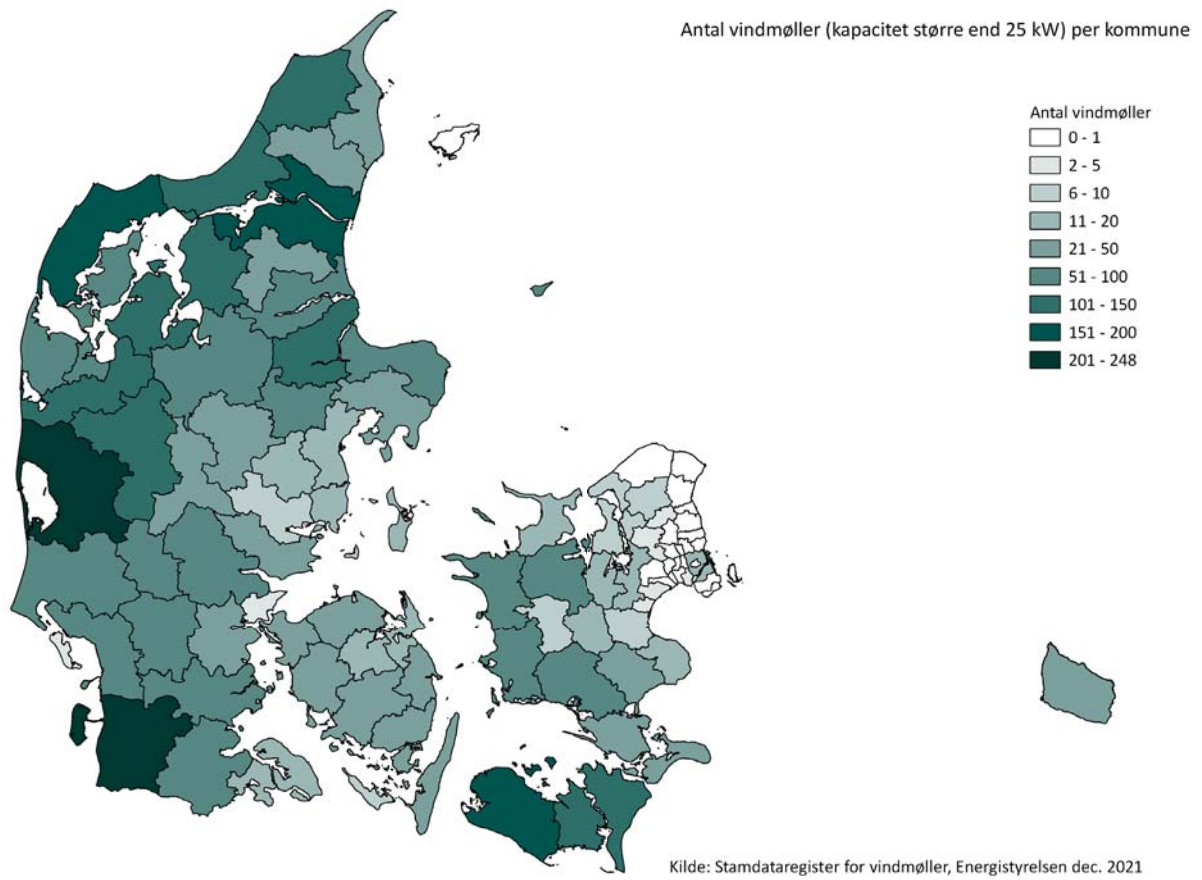 Antal vindmøller (kapacitet større end 25 kW) per kommune
Antal vindmøller
0 - 1
2 - 5
6 - 10
11 - 20
21 - 50
51 - 100
101 - 150
151 - 200
201 - 248
Kilde: Stamdataregister for vindmøller, Energistyrelsen dec. 2021